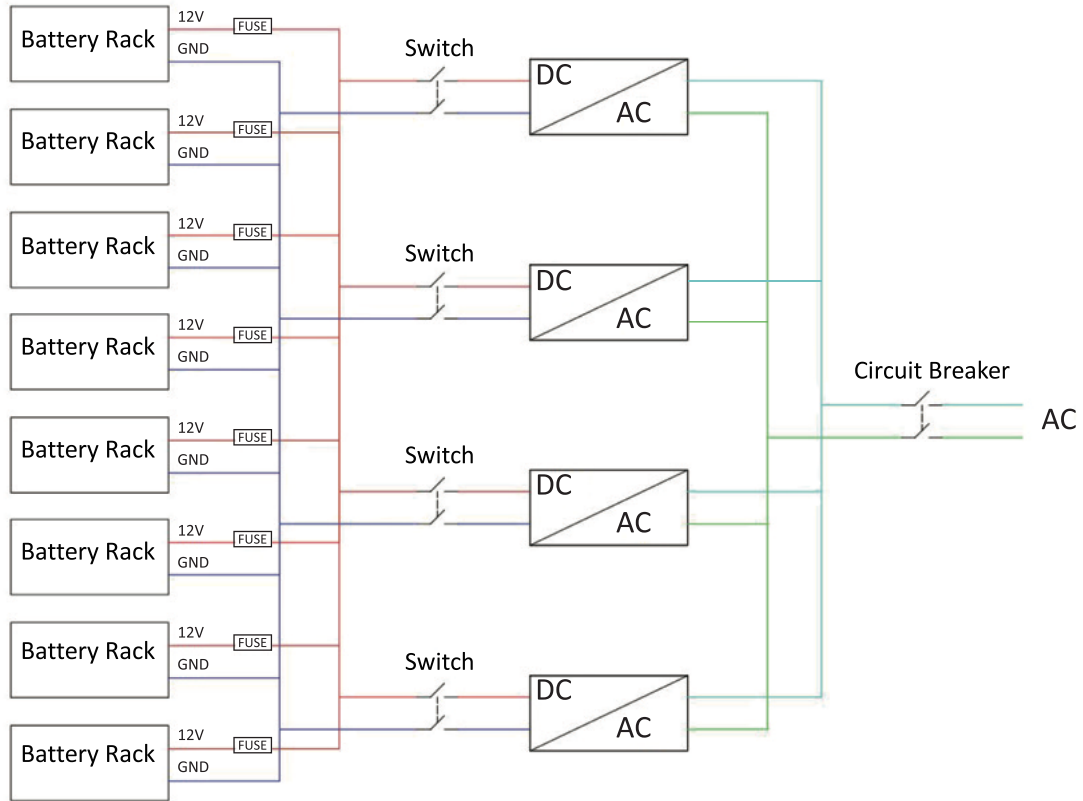 Battery Rack
12V
FUSE
GND
Battery Rack
12V
FUSE
GND
Battery Rack
12V
FUSE
GND
Battery Rack
12V
FUSE
GND
Battery Rack
12V
FUSE
GND
Battery Rack
12V
FUSE
GND
Battery Rack
12V
FUSE
GND
Battery Rack
12V
FUSE
GND
Switch
DC
AC
Switch
DC
AC
Switch
DC
AC
Switch
DC
AC
Circuit Breaker
AC